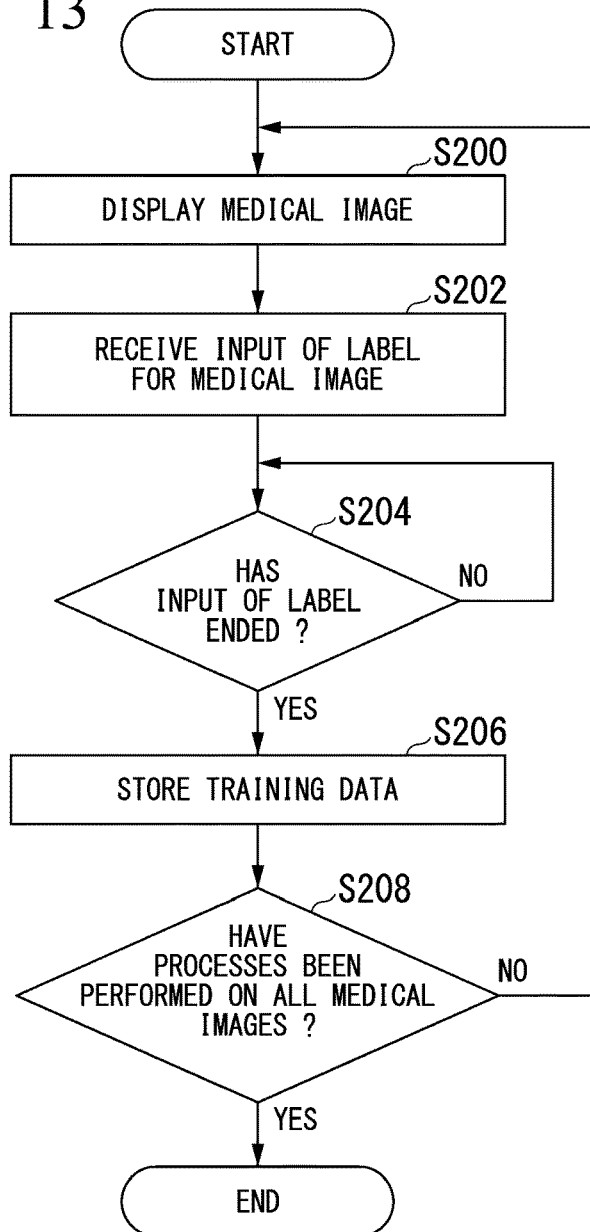 13
START
S200
DISPLAY MEDICAL IMAGE
S202
RECEIVE INPUT OF LABEL
FOR MEDICAL IMAGE
S204
HAS
INPUT OF LABEL
ENDED ?
NO
YES
S206
STORE TRAINING DATA
S208
HAVE
PROCESSES BEEN
PERFORMED ON ALL MEDICAL
IMAGES ?
NO
YES
END